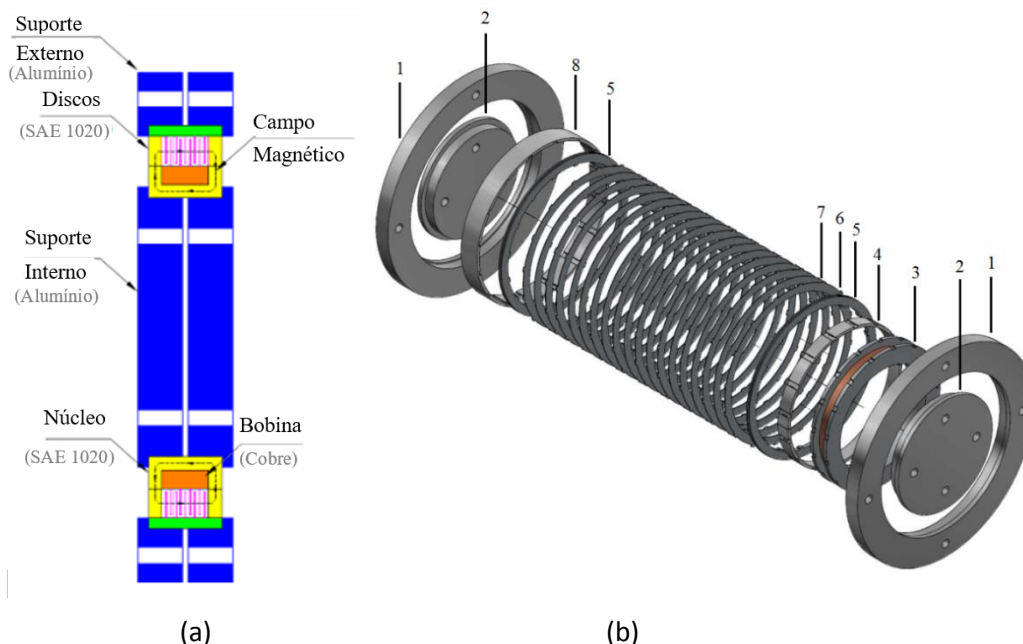 Suporte
Externo
(Alumínio)
Discos
(SAE 1020)
Campo
Magnético
Suporte
Interno
(Alumínio)
Núcleo
(SAE 1020)
Bobina
(Cobre)
(a)
1
2
8
5
7
6
5
4
3
2
1
(b)